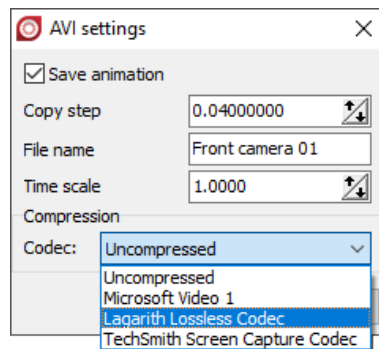 AVI settings
Save animation
Copy step 0.04000000
File name Front camera 01
Time scale 1.0000
Compression
Codec: Uncompressed
Uncompressed
Microsoft Video 1
Lagarith Lossless Codec
TechSmith Screen Capture Codec